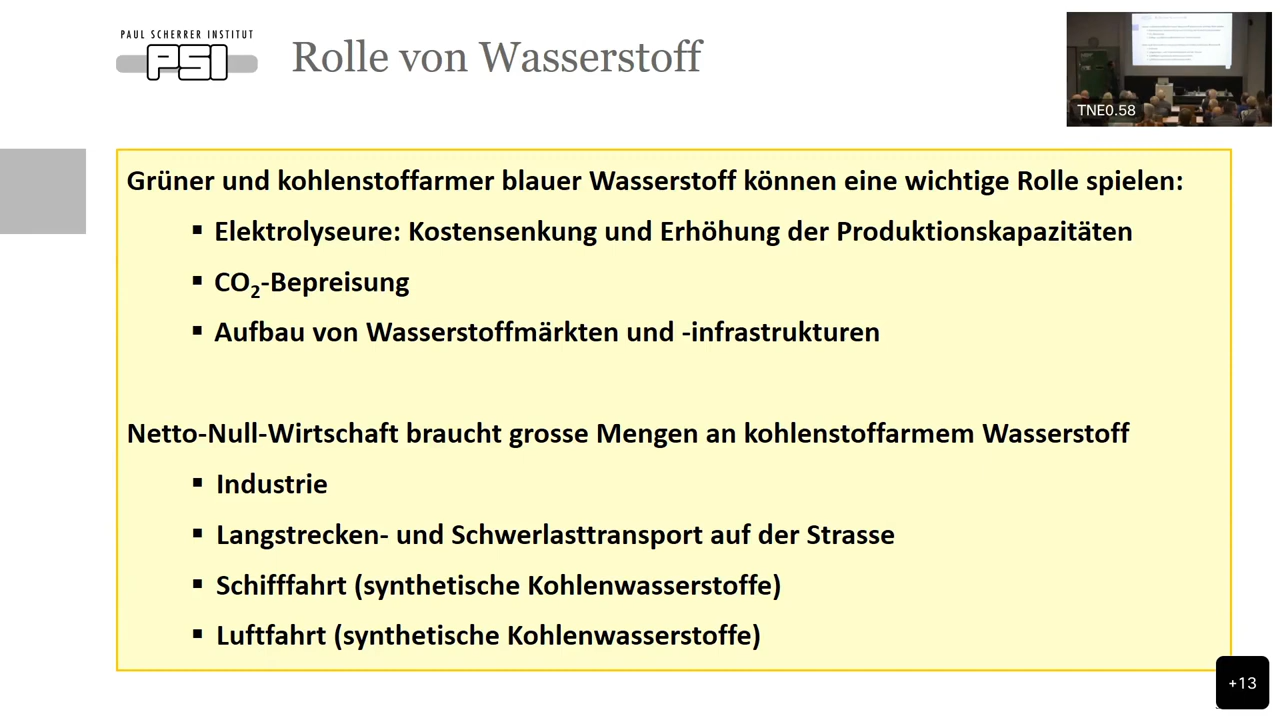 PAUL SCHERRER INSTITUT
PSI
Rolle von Wasserstoff
TNE0.58
Grüner und kohlenstoffarmer blauer Wasserstoff können eine wichtige Rolle spielen:
▪ Elektrolyseure: Kostensenkung und Erhöhung der Produktionskapazitäten
▪ CO₂-Bepreisung
▪ Aufbau von Wasserstoffmärkten und -infrastrukturen
Netto-Null-Wirtschaft braucht grosse Mengen an kohlenstoffarmem Wasserstoff
▪ Industrie
▪ Langstrecken- und Schwerlasttransport auf der Strasse
▪ Schifffahrt (synthetische Kohlenwasserstoffe)
▪ Luftfahrt (synthetische Kohlenwasserstoffe)
+13